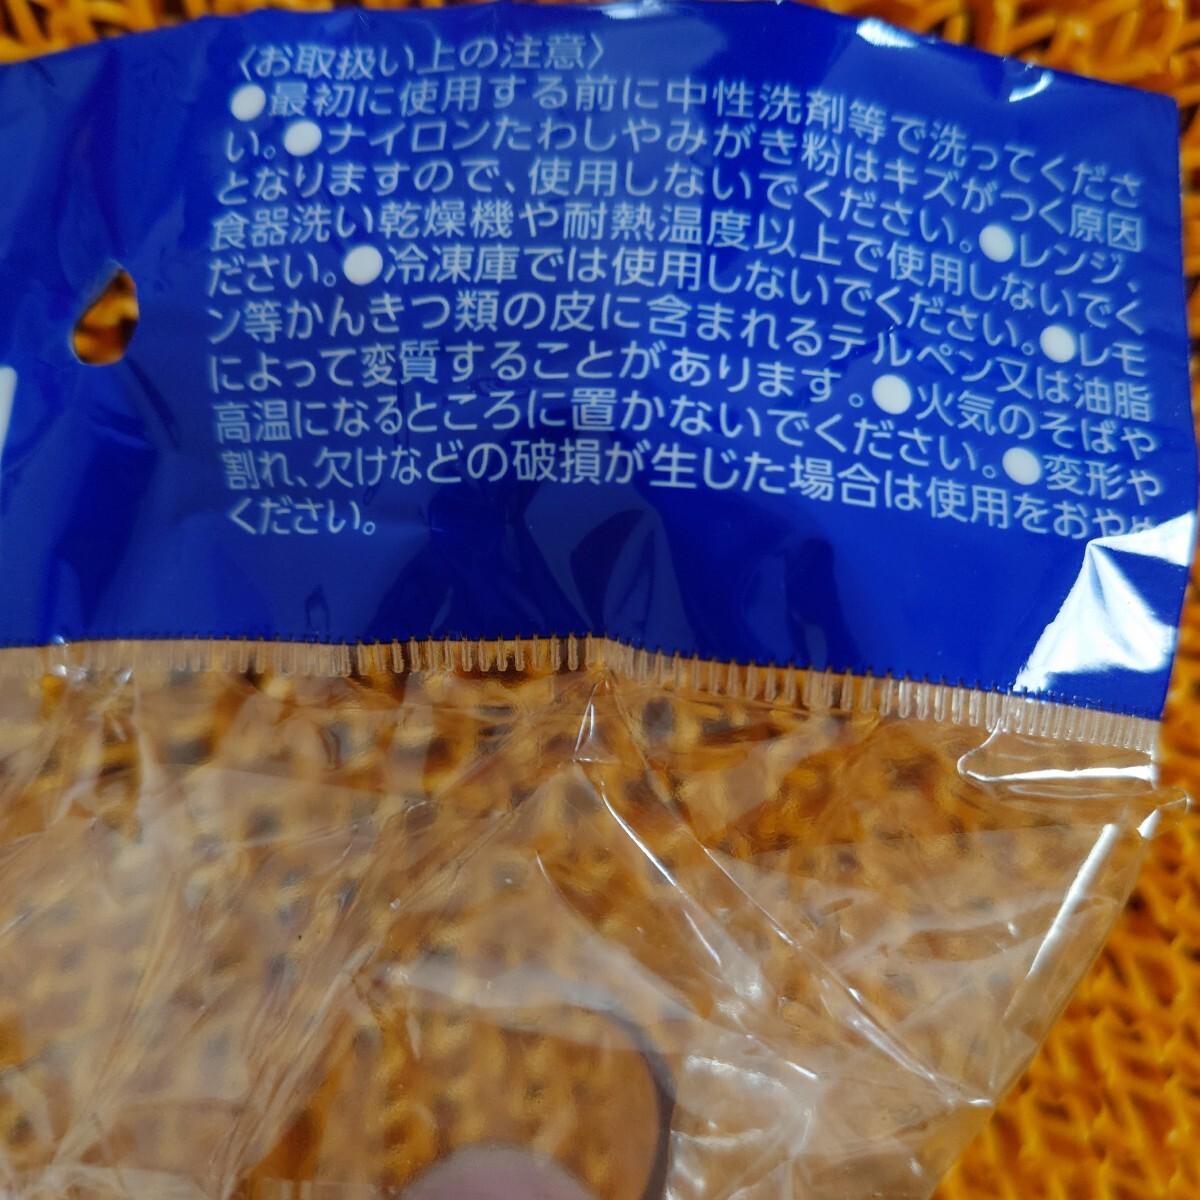 〈お取扱い上の注意〉
●最初に使用する前に中性洗剤等で洗ってくださ
い。●ナイロンたわしやみがき粉はキズがつく原因
となりますので、使用しないでください。●レンジ、
食器洗い乾燥機や耐熱温度以上で使用しないでく
ださい。●冷凍庫では使用しないでください。●レモ
ン等かんきつ類の皮に含まれるテルペン又は油脂
によって変質することがあります。●火気のそばや
高温になるところに置かないでください。●変形や
割れ、欠けなどの破損が生じた場合は使用をおやめ
ください。